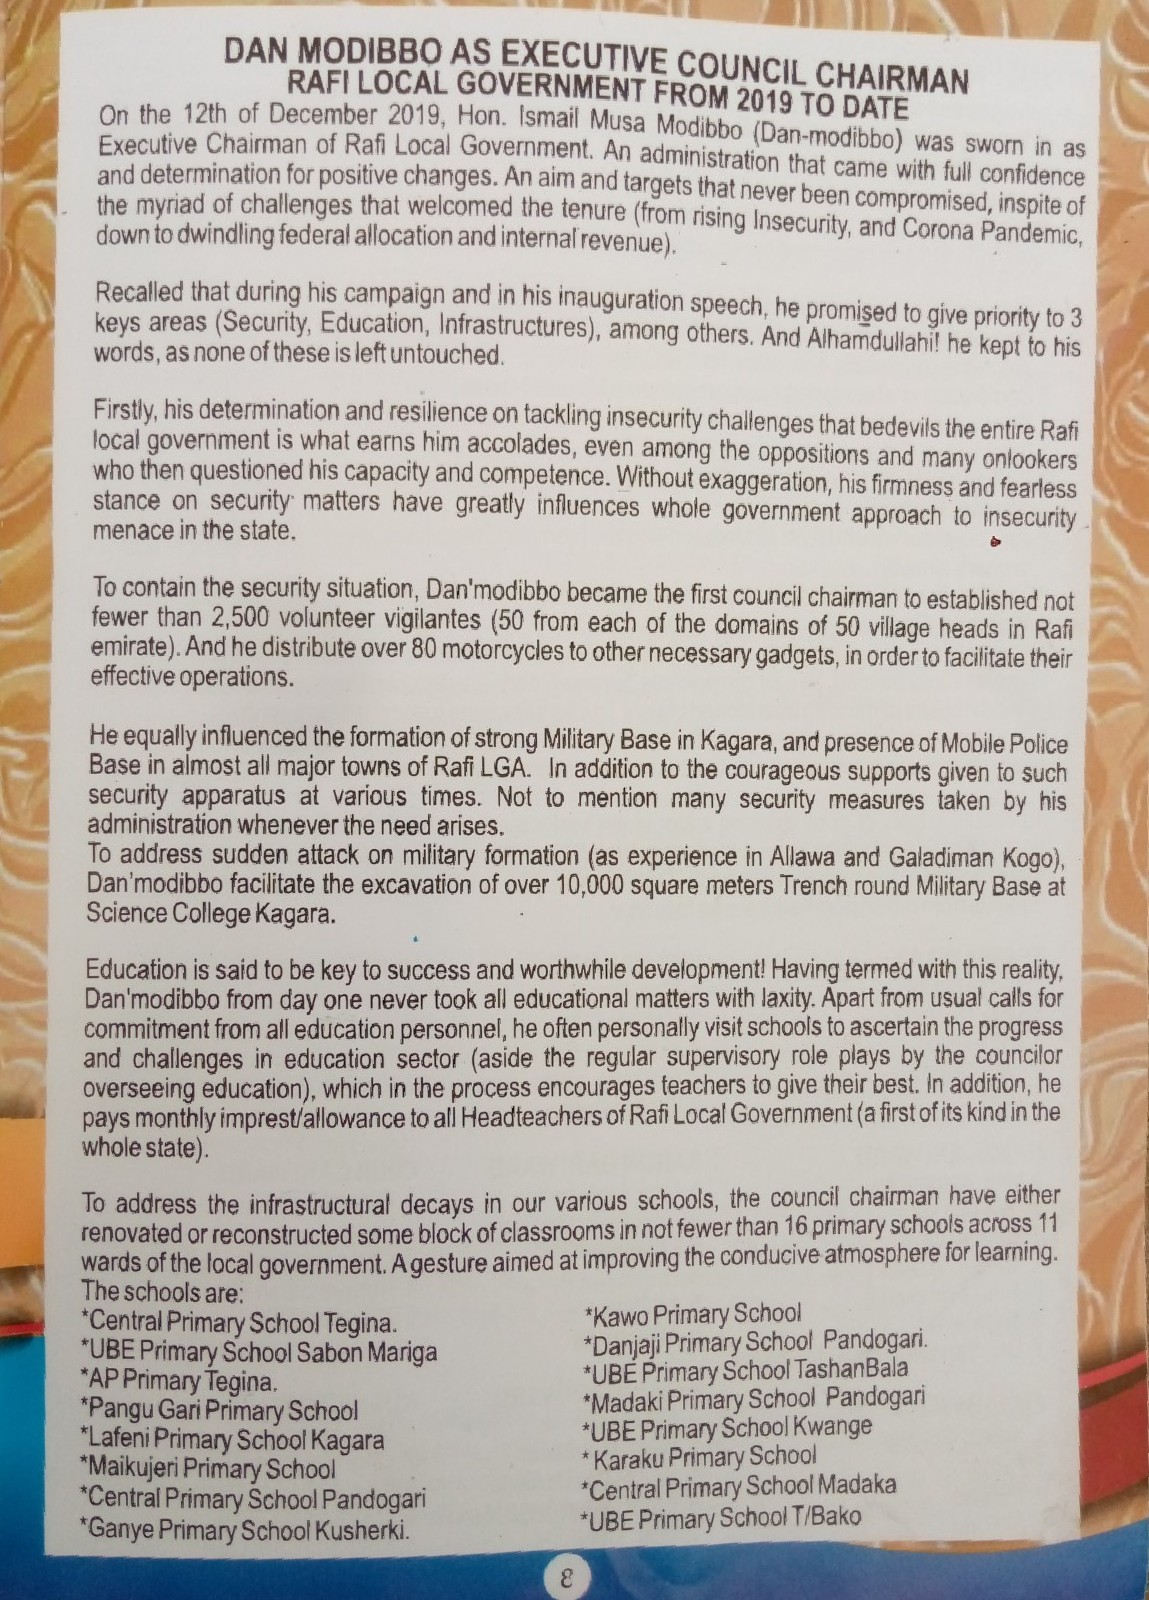 DAN MODIBBO AS EXECUTIVE COUNCIL CHAIRMAN
RAFI LOCAL GOVERNMENT FROM 2019 TO DATE
On the 12th of December 2019, Hon. Ismail Musa Modibbo (Dan-modibbo) was sworn in as
Executive Chairman of Rafi Local Government. An administration that came with full confidence
and determination for positive changes. An aim and targets that never been compromised, inspite of
the myriad of challenges that welcomed the tenure (from rising Insecurity, and Corona Pandemic,
down to dwindling federal allocation and internal revenue).
Recalled that during his campaign and in his inauguration speech, he promised to give priority to 3
keys areas (Security, Education, Infrastructures), among others. And Alhamdullahi! he kept to his
words, as none of these is left untouched.
Firstly, his determination and resilience on tackling insecurity challenges that bedevils the entire Rafi
local government is what earns him accolades, even among the oppositions and many onlookers
who then questioned his capacity and competence. Without exaggeration, his firmness and fearless
stance on security matters have greatly influences whole government approach to insecurity
menace in the state.
To contain the security situation, Dan'modibbo became the first council chairman to established not
fewer than 2,500 volunteer vigilantes (50 from each of the domains of 50 village heads in Rafi
emirate). And he distribute over 80 motorcycles to other necessary gadgets, in order to facilitate their
effective operations.
He equally influenced the formation of strong Military Base in Kagara, and presence of Mobile Police
Base in almost all major towns of Rafi LGA. In addition to the courageous supports given to such
security apparatus at various times. Not to mention many security measures taken by his
administration whenever the need arises.
To address sudden attack on military formation (as experience in Allawa and Galadiman Kogo),
Dan'modibbo facilitate the excavation of over 10,000 square meters Trench round Military Base at
Science College Kagara.
Education is said to be key to success and worthwhile development! Having termed with this reality,
Dan'modibbo from day one never took all educational matters with laxity. Apart from usual calls for
commitment from all education personnel, he often personally visit schools to ascertain the progress
and challenges in education sector (aside the regular supervisory role plays by the councilor
overseeing education), which in the process encourages teachers to give their best. In addition, he
pays monthly imprest/allowance to all Headteachers of Rafi Local Government (a first of its kind in the
whole state).
To address the infrastructural decays in our various schools, the council chairman have either
renovated or reconstructed some block of classrooms in not fewer than 16 primary schools across 11
wards of the local government. A gesture aimed at improving the conducive atmosphere for learning.
The schools are:
*Central Primary School Tegina.
*UBE Primary School Sabon Mariga
*AP Primary Tegina.
*Pangu Gari Primary School
*Lafeni Primary School Kagara
*Maikujeri Primary School
*Central Primary School Pandogari
*Ganye Primary School Kusherki.
*Kawo Primary School
*Danjaji Primary School Pandogari.
*UBE Primary School TashanBala
*Madaki Primary School Pandogari
*UBE Primary School Kwange
* Karaku Primary School
*Central Primary School Madaka
*UBE Primary School T/Bako
8